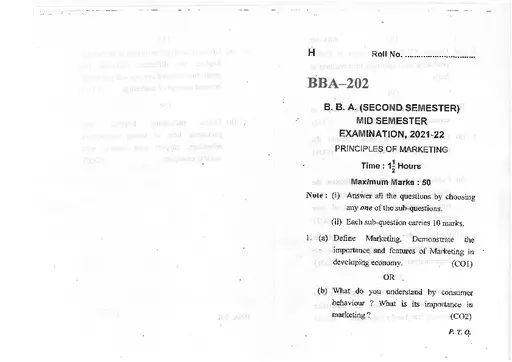 H Roll No. ..............................
BBA–202
B. B. A. (SECOND SEMESTER)
MID SEMESTER
EXAMINATION, 2021-22
PRINCIPLES OF MARKETING
Time : 1½ Hours
Maximum Marks : 50
Note : (i) Answer all the questions by choosing
any one of the sub-questions.
(ii) Each sub-question carries 10 marks.
1. (a) Define Marketing. Demonstrate the
importance and features of Marketing in
developing economy. (CO1)
OR
(b) What do you understand by consumer
behaviour ? What is its importance in
marketing ? (CO2)
P. T. O.